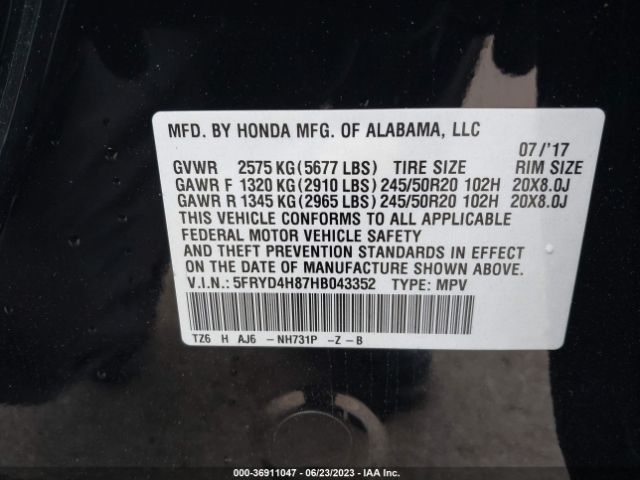 MFD. BY HONDA MFG. OF ALABAMA, LLC
07/'17
GVWR 2575 KG(5677 LBS) TIRE SIZE RIM SIZE
GAWR F 1320 KG(2910 LBS) 245/50R20 102H 20X8.0J
GAWR R 1345 KG(2965 LBS) 245/50R20 102H 20X8.0J
THIS VEHICLE CONFORMS TO ALL APPLICABLE
FEDERAL MOTOR VEHICLE SAFETY
AND THEFT PREVENTION STANDARDS IN EFFECT
ON THE DATE OF MANUFACTURE SHOWN ABOVE.
V.I.N.: 5FRYD4H87HB043352 TYPE: MPV
TZ6 H AJ6 -NH731P -Z-B
000-36911047 - 06/23/2023 - IAA Inc.